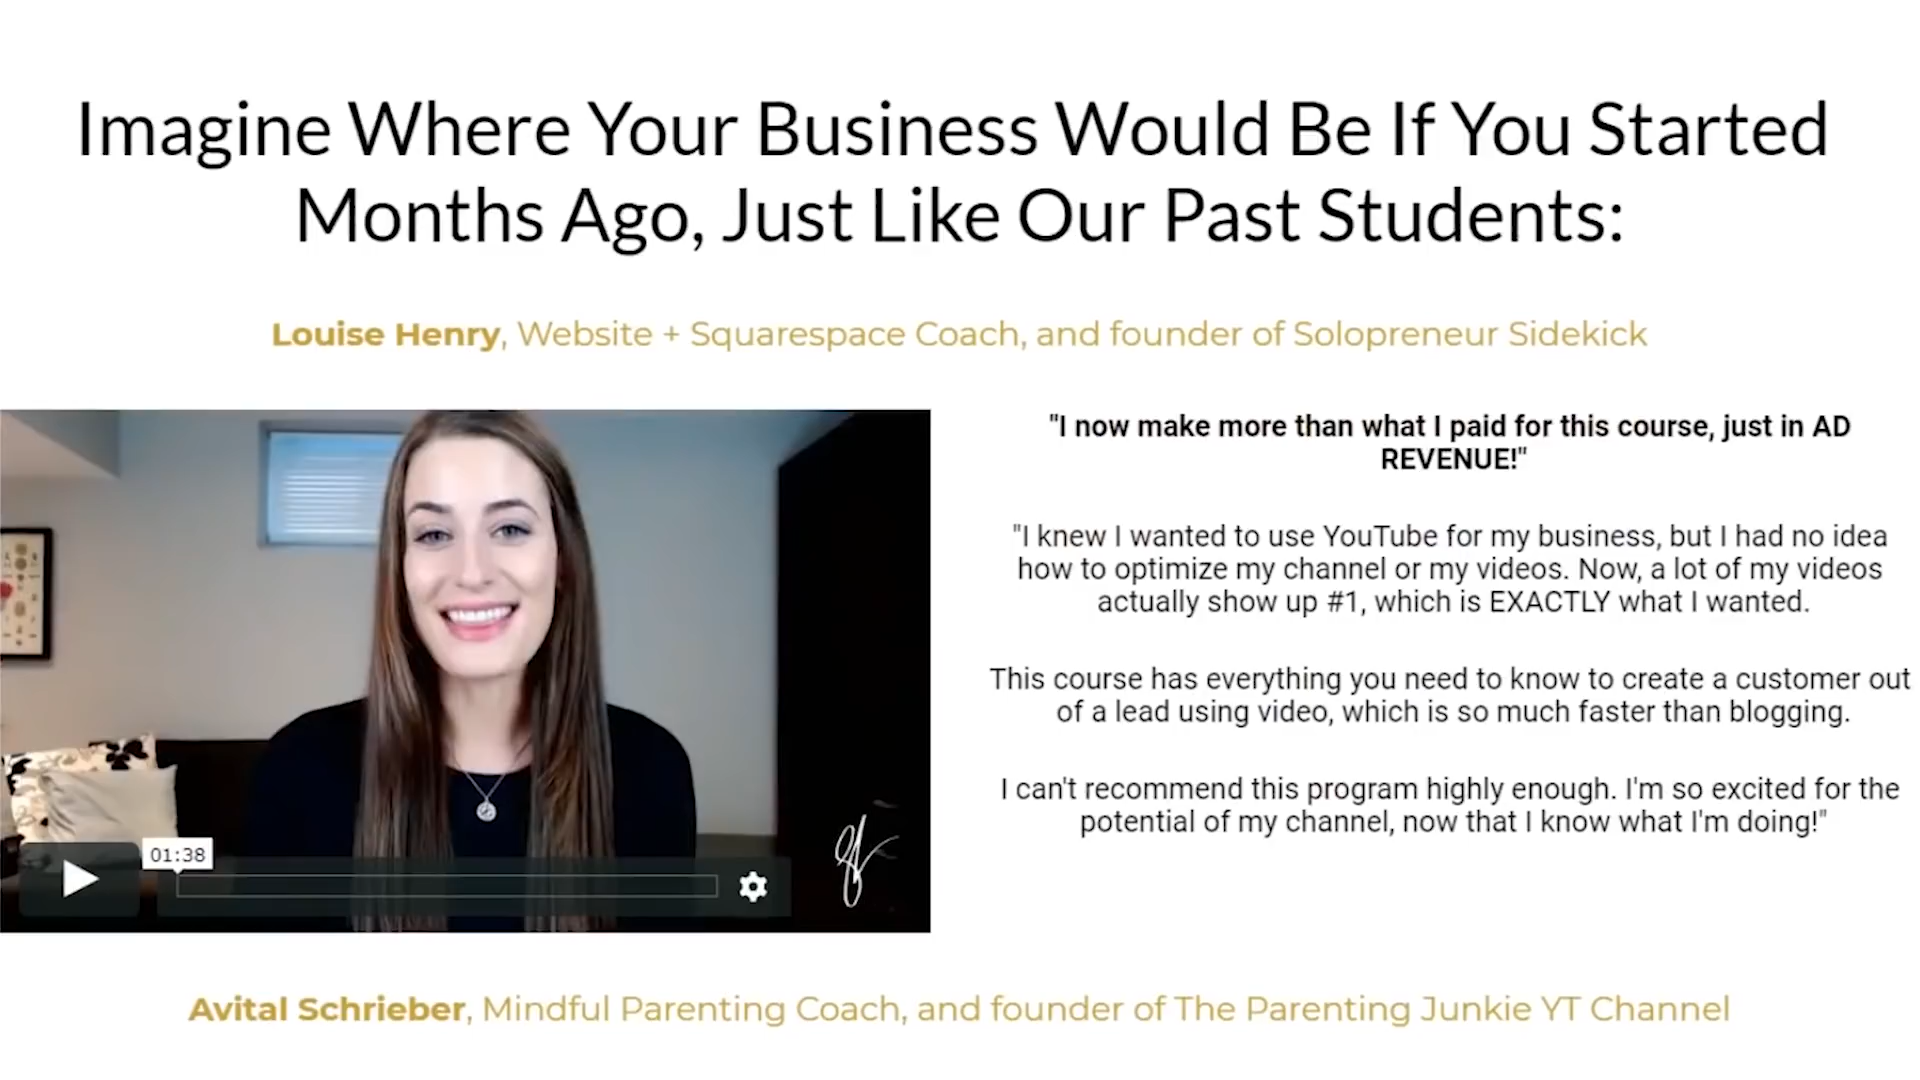 Imagine Where Your Business Would Be If You Started
Months Ago, Just Like Our Past Students:
Louise Henry, Website + Squarespace Coach, and founder of Solopreneur Sidekick
"I now make more than what I paid for this course, just in AD
REVENUE!"
"I knew I wanted to use YouTube for my business, but I had no idea
how to optimize my channel or my videos. Now, a lot of my videos
actually show up #1, which is EXACTLY what I wanted.
This course has everything you need to know to create a customer out
of a lead using video, which is so much faster than blogging.
I can't recommend this program highly enough. I'm so excited for the
potential of my channel, now that I know what I'm doing!"
01:38
Avital Schrieber, Mindful Parenting Coach, and founder of The Parenting Junkie YT Channel